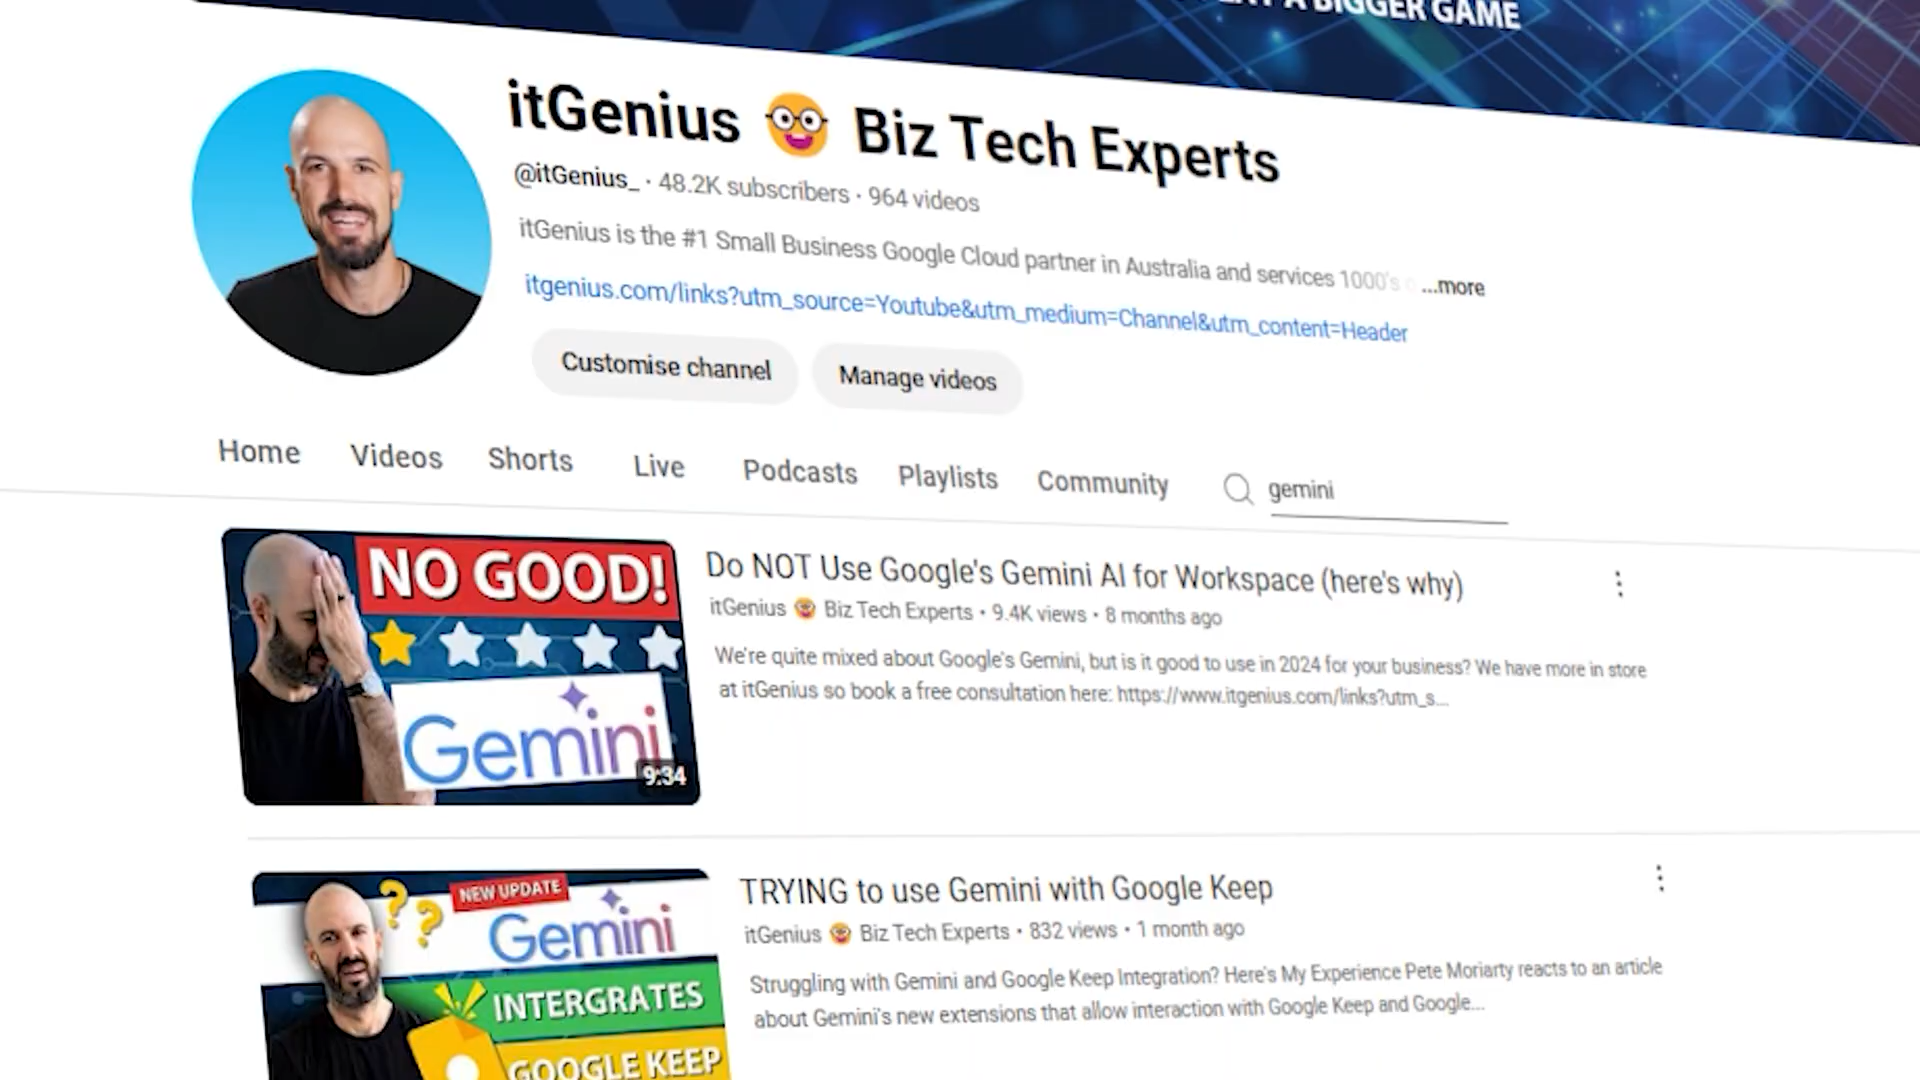 A BIGGER GAME
itGenius 🤓 Biz Tech Experts
@itGenius_ · 48.2K subscribers · 964 videos
itGenius is the #1 Small Business Google Cloud partner in Australia and services 1000's ...more
itgenius.com/links?utm_source=Youtube&utm_medium=Channel&utm_content=Header
Customise channel Manage videos
Home Videos Shorts Live Podcasts Playlists Community gemini
NO GOOD!
Gemini
9:34
Do NOT Use Google's Gemini AI for Workspace (here's why)
itGenius 🤓 Biz Tech Experts • 9.4K views • 8 months ago
We're quite mixed about Google's Gemini, but is it good to use in 2024 for your business? We have more in store
at itGenius so book a free consultation here: https://www.itgenius.com/links?utm_s...
??
NEW UPDATE
Gemini
INTERGRATES
GOOGLE KEEP
TRYING to use Gemini with Google Keep
itGenius 🤓 Biz Tech Experts • 832 views • 1 month ago
Struggling with Gemini and Google Keep Integration? Here's My Experience Pete Moriarty reacts to an article
about Gemini's new extensions that allow interaction with Google Keep and Google...